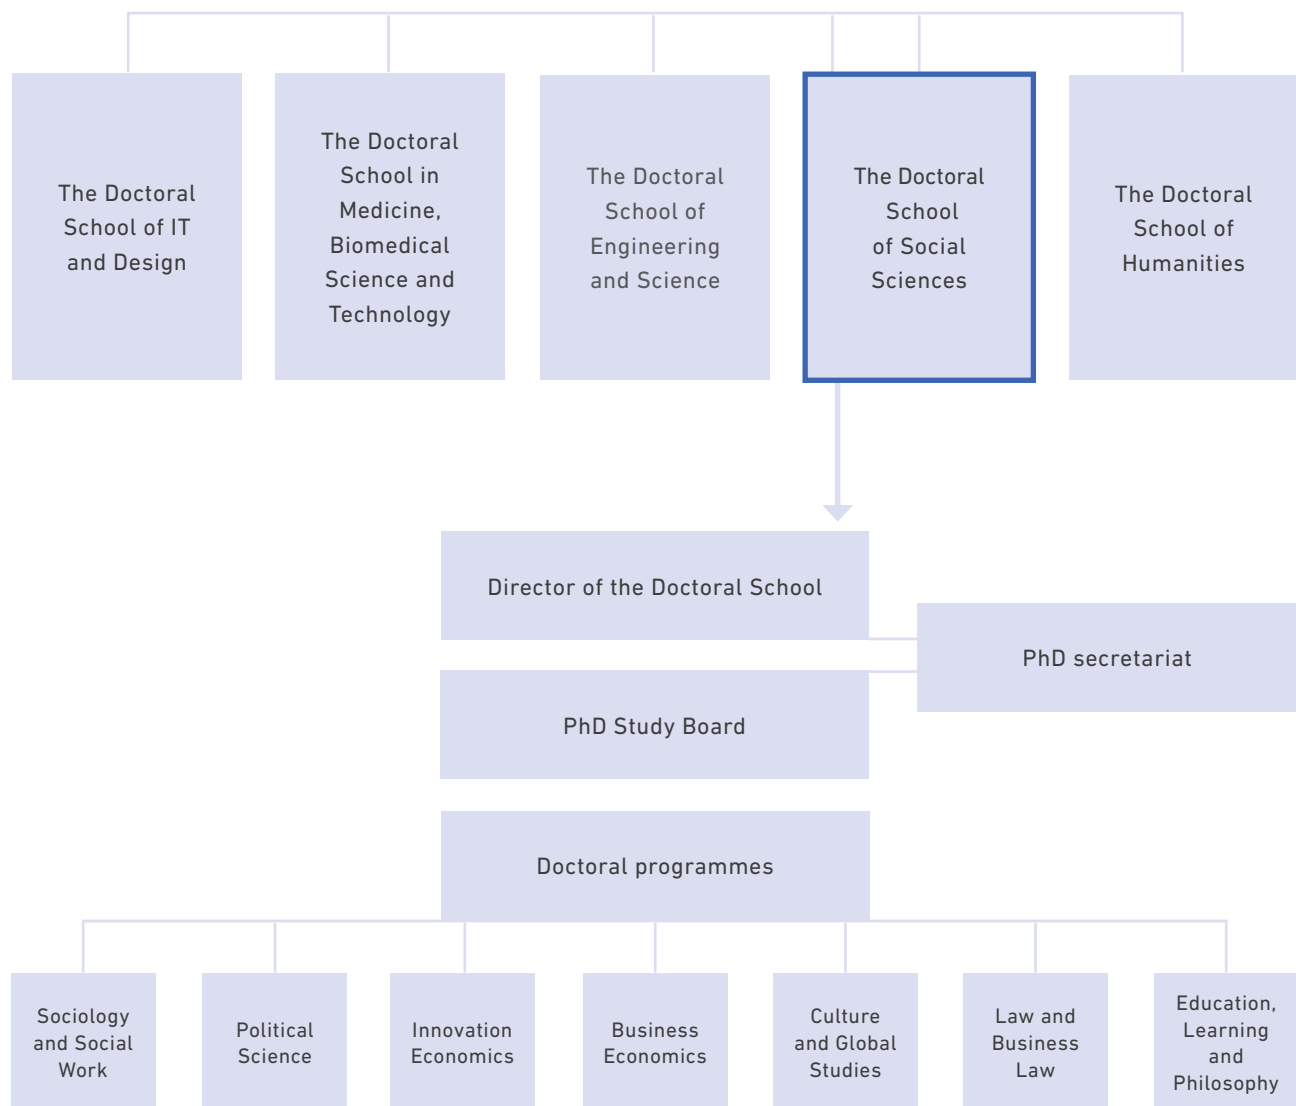 The Doctoral
School of IT
and Design
The Doctoral
School in
Medicine,
Biomedical
Science and
Technology
The Doctoral
School of
Engineering
and Science
The Doctoral
School
of Social
Sciences
The Doctoral
School of
Humanities
Director of the Doctoral School
PhD secretariat
PhD Study Board
Doctoral programmes
Sociology
and Social
Work
Political
Science
Innovation
Economics
Business
Economics
Culture
and Global
Studies
Law and
Business
Law
Education,
Learning
and
Philosophy